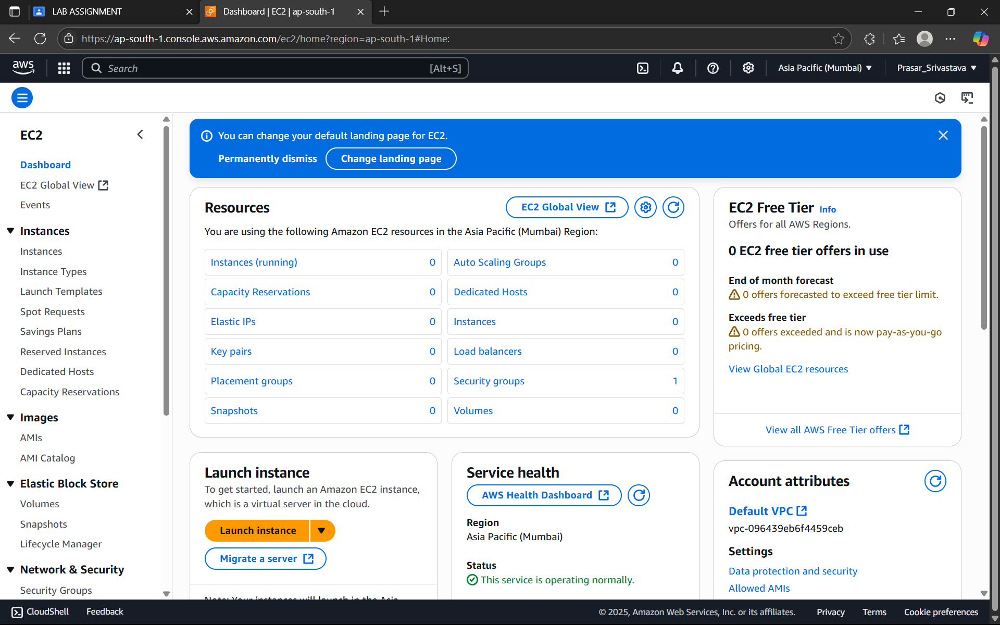 LAB ASSIGNMENT
Dashboard | EC2 | ap-south-1
https://ap-south-1.console.aws.amazon.com/ec2/home?region=ap-south-1#Home:
aws
Search [Alt+S]
Asia Pacific (Mumbai)
Prasar_Srivastava
EC2
Dashboard
EC2 Global View
Events
Instances
Instances
Instance Types
Launch Templates
Spot Requests
Savings Plans
Reserved Instances
Dedicated Hosts
Capacity Reservations
Images
AMIs
AMI Catalog
Elastic Block Store
Volumes
Snapshots
Lifecycle Manager
Network & Security
Security Groups
You can change your default landing page for EC2.
Permanently dismiss
Change landing page
Resources
EC2 Global View
You are using the following Amazon EC2 resources in the Asia Pacific (Mumbai) Region:
Instances (running) 0
Auto Scaling Groups 0
Capacity Reservations 0
Dedicated Hosts 0
Elastic IPs 0
Instances 0
Key pairs 0
Load balancers 0
Placement groups 0
Security groups 1
Snapshots 0
Volumes 0
EC2 Free Tier Info
Offers for all AWS Regions.
0 EC2 free tier offers in use
End of month forecast
0 offers forecasted to exceed free tier limit.
Exceeds free tier
0 offers exceeded and is now pay-as-you-go
pricing.
View Global EC2 resources
View all AWS Free Tier offers
Launch instance
To get started, launch an Amazon EC2 instance,
which is a virtual server in the cloud.
Launch instance
Migrate a server
Note: Your instances will launch in the Asia
Service health
AWS Health Dashboard
Region
Asia Pacific (Mumbai)
Status
This service is operating normally.
Account attributes
Default VPC
vpc-096439eb6f4459ceb
Settings
Data protection and security
Allowed AMIs
CloudShell
Feedback
© 2025, Amazon Web Services, Inc. or its affiliates.
Privacy
Terms
Cookie preferences